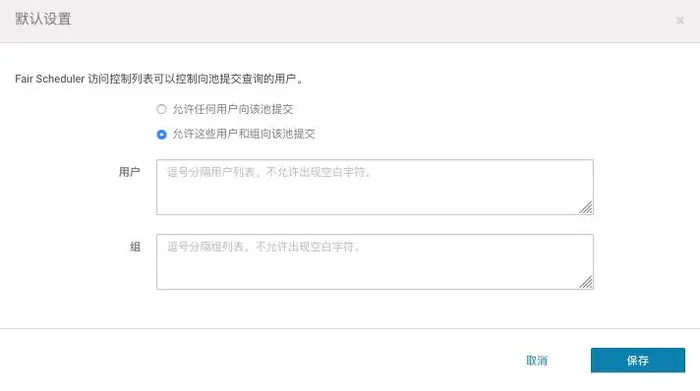 默认设置
Fair Scheduler 访问控制列表可以控制向池提交查询的用户。
允许任何用户向该池提交
允许这些用户和组向该池提交
用户
逗号分隔用户列表，不允许出现空白字符。
组
逗号分隔组列表，不允许出现空白字符。
取消
保存